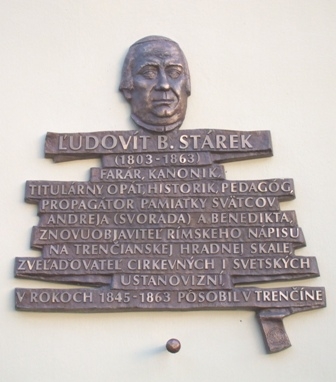 ĽUDOVÍT B. STÁREK
(1803-1863)
FARÁR, KANONIK,
TITULÁRNY OPÁT, HISTORIK, PEDAGÓG,
PROPAGÁTOR PAMIATKY SVÄTCOV
ANDREJA (SVORADA) A BENEDIKTA,
ZNOVUOBJAVITEĽ RÍMSKEHO NÁPISU
NA TRENČIANSKEJ HRADNEJ SKALE,
ZVEĽAĎOVATEĽ CIRKEVNÝCH I SVETSKÝCH
USTANOVIZNÍ.
V ROKOCH 1845-1863 PÔSOBIL V TRENČÍNE